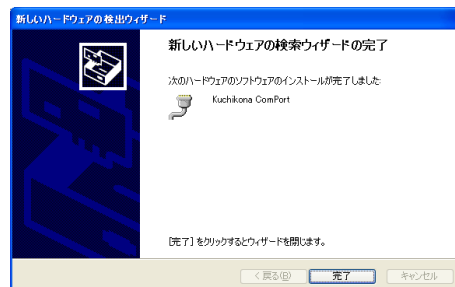 新しいハードウェアの検出ウィザード
新しいハードウェアの検索ウィザードの完了
次のハードウェアのソフトウェアのインストールが完了しました:
Kuchikona ComPort
[完了] をクリックするとウィザードを閉じます。
< 戻る(B) 完了 キャンセル